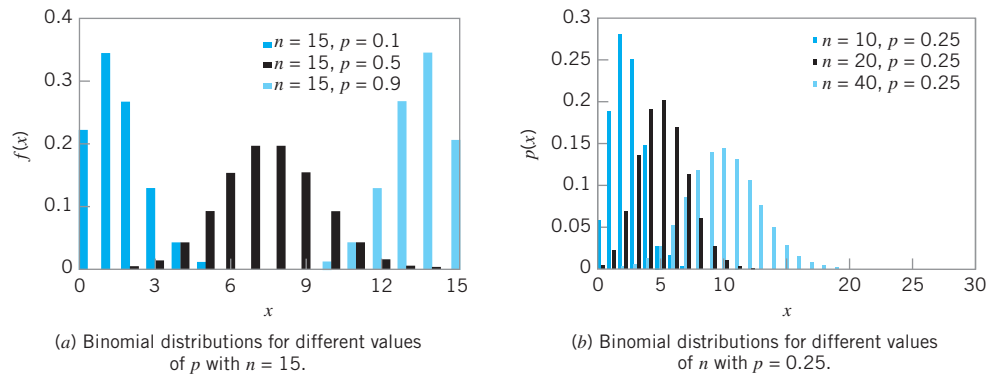 0.4
0.3
0.2
0.1
0
f(x)
n = 15, p = 0.1
n = 15, p = 0.5
n = 15, p = 0.9
0 3 6 9 12 15
x
(a) Binomial distributions for different values
of p with n = 15.
0.3
0.25
0.2
0.15
0.1
0.05
0
p(x)
n = 10, p = 0.25
n = 20, p = 0.25
n = 40, p = 0.25
0 5 10 15 20 25 30
x
(b) Binomial distributions for different values
of n with p = 0.25.